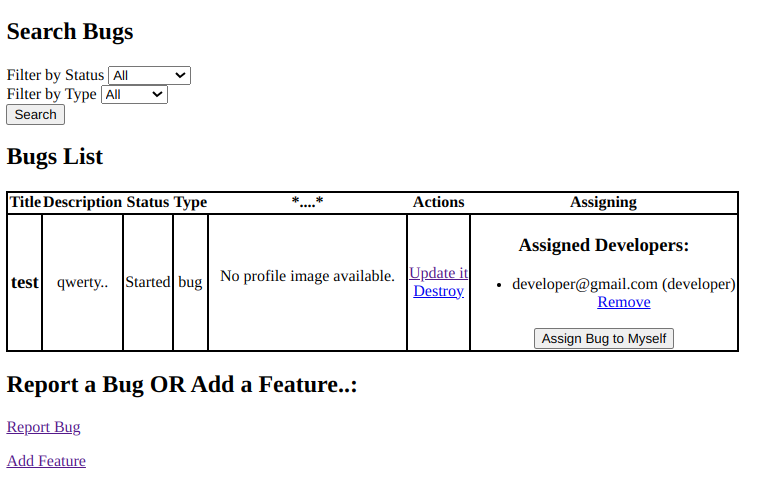 Search Bugs
Filter by Status All
Filter by Type All
Search
Bugs List
Title Description Status Type *....* Actions Assigning
test qwerty.. Started bug No profile image available. Update it Destroy
Assigned Developers:
developer@gmail.com (developer)
Remove
Assign Bug to Myself
Report a Bug OR Add a Feature..:
Report Bug
Add Feature